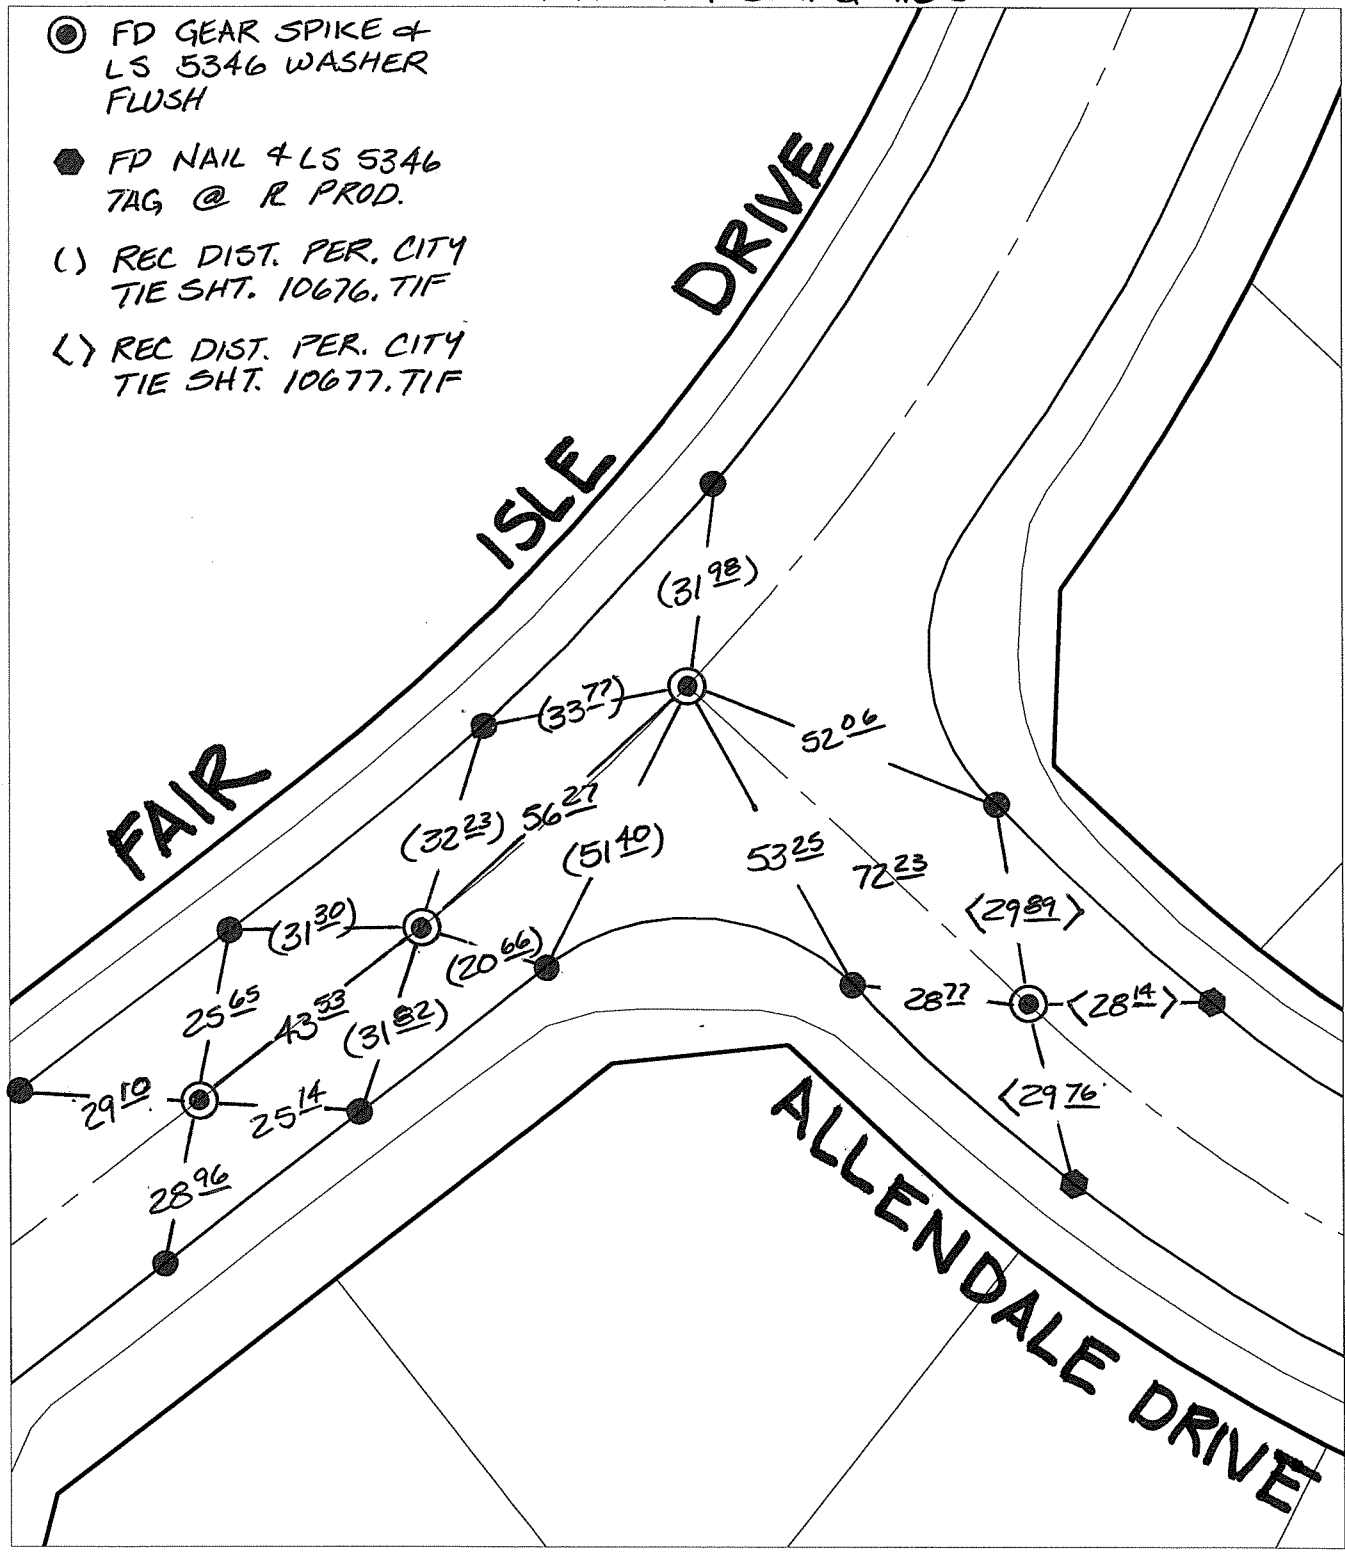 FD GEAR SPIKE &
LS 5346 WASHER
FLUSH
FD NAIL & LS 5346
TAG @ PL PROD.
() REC DIST. PER. CITY
TIE SHT. 10676.TIF
<> REC DIST. PER. CITY
TIE SHT. 10677.TIF
FAIR ISLE DRIVE
(31 98)
(33 77)
52 06
(32 23)
56 27
(51 40)
53 25
72 23
<29 89>
(31 30)
(20 66)
25 65
43 53
(31 82)
28 77
<28 14>
29 10
25 14
<29 76
28 96
ALLENDALE DRIVE